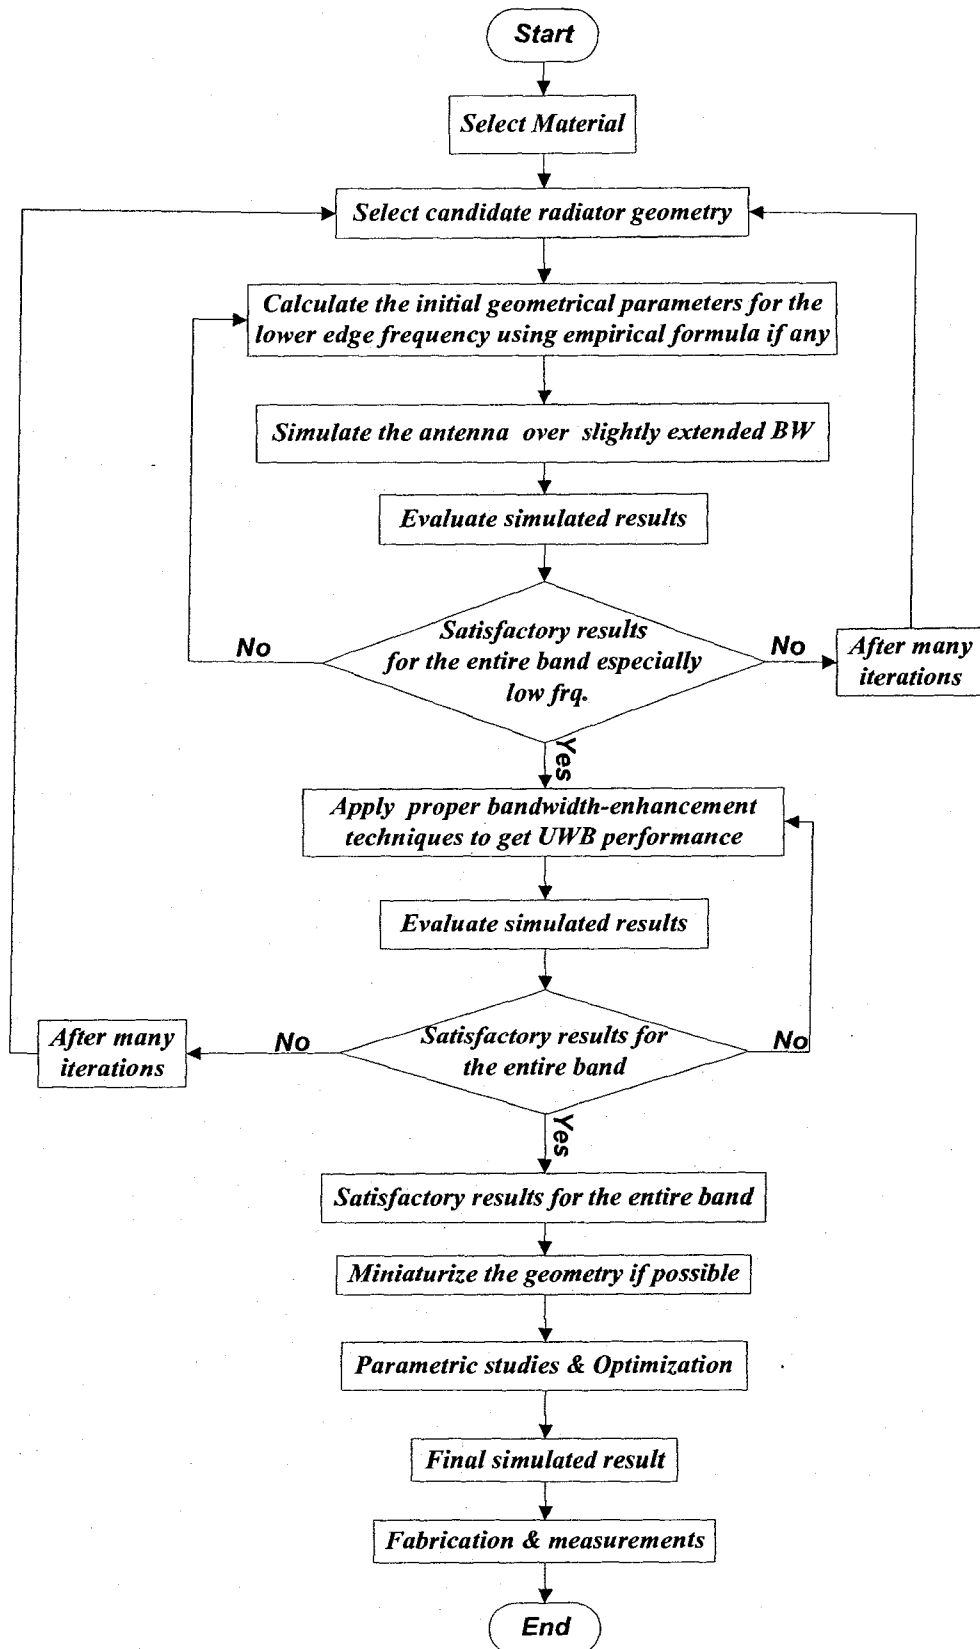 Start
Select Material
Select candidate radiator geometry
Calculate the initial geometrical parameters for the
lower edge frequency using empirical formula if any
Simulate the antenna over slightly extended BW
Evaluate simulated results
Satisfactory results
for the entire band especially
low frq.
No
No
After many
iterations
Yes
Apply proper bandwidth-enhancement
techniques to get UWB performance
Evaluate simulated results
Satisfactory results for
the entire band
No
After many
iterations
No
Yes
Satisfactory results for the entire band
Miniaturize the geometry if possible
Parametric studies & Optimization
Final simulated result
Fabrication & measurements
End